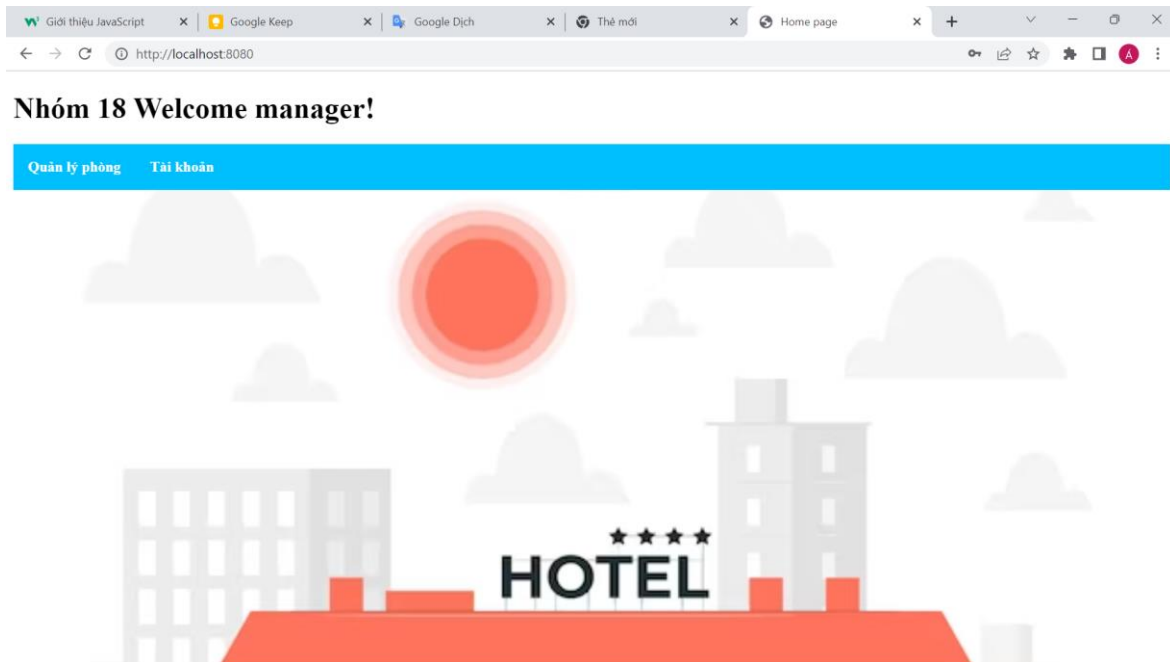 Giới thiệu JavaScript Google Keep Google Dịch Thẻ mới Home page
http://localhost:8080
Nhóm 18 Welcome manager!
Quản lý phòng Tài khoản
HOTEL